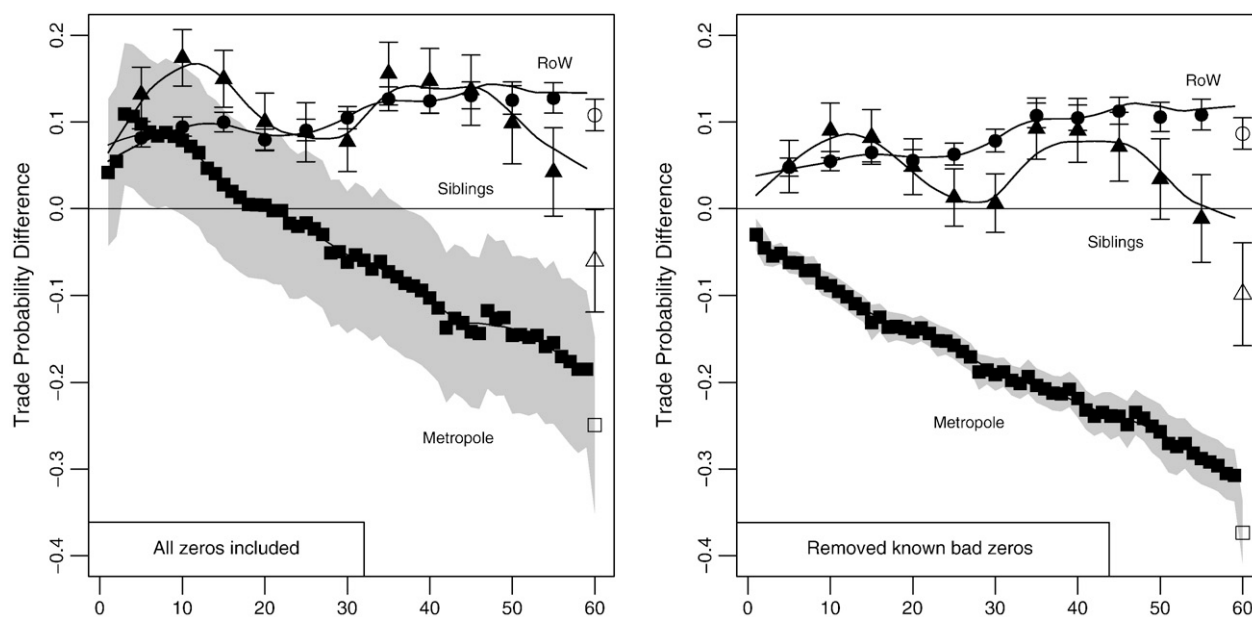 Trade Probability Difference
0.2
0.1
0.0
−0.1
−0.2
−0.3
−0.4
RoW
Siblings
Metropole
All zeros included
0 10 20 30 40 50 60
Trade Probability Difference
0.2
0.1
0.0
−0.1
−0.2
−0.3
−0.4
RoW
Siblings
Metropole
Removed known bad zeros
0 10 20 30 40 50 60